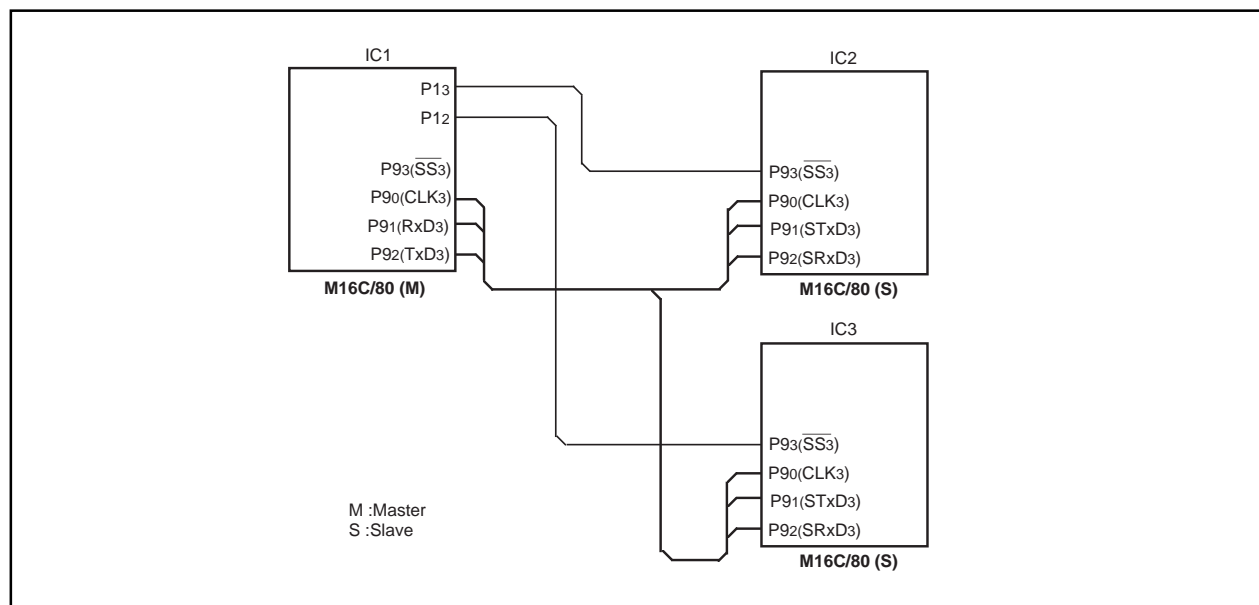 IC1
P13
P12
P93(SS3)
P90(CLK3)
P91(RxD3)
P92(TxD3)
M16C/80 (M)
IC2
P93(SS3)
P90(CLK3)
P91(STxD3)
P92(SRxD3)
M16C/80 (S)
IC3
P93(SS3)
P90(CLK3)
P91(STxD3)
P92(SRxD3)
M16C/80 (S)
M :Master
S :Slave